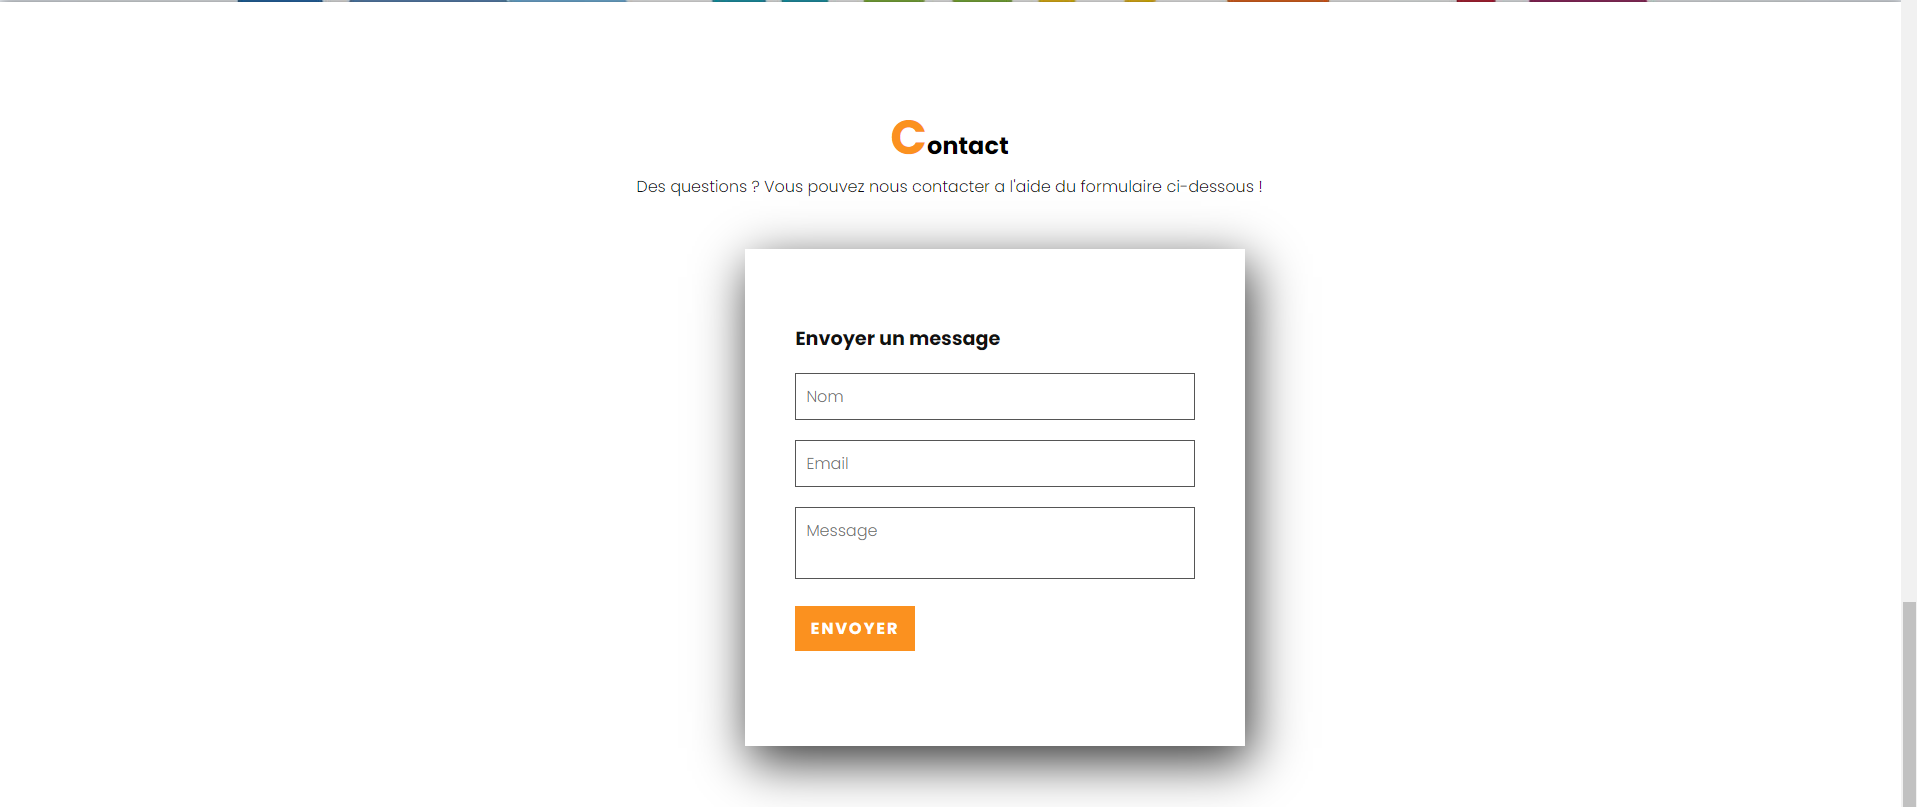 Contact
Des questions ? Vous pouvez nous contacter a l'aide du formulaire ci-dessous !
Envoyer un message
Nom
Email
Message
ENVOYER